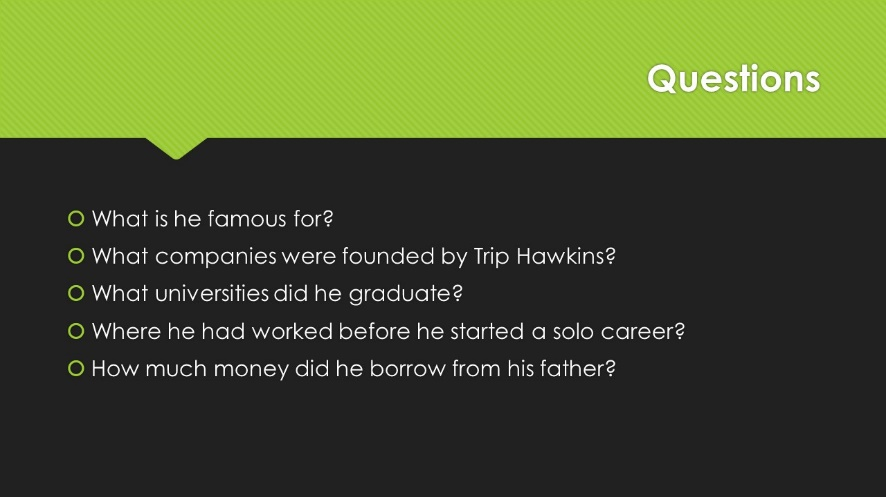 Questions
What is he famous for?
What companies were founded by Trip Hawkins?
What universities did he graduate?
Where he had worked before he started a solo career?
How much money did he borrow from his father?